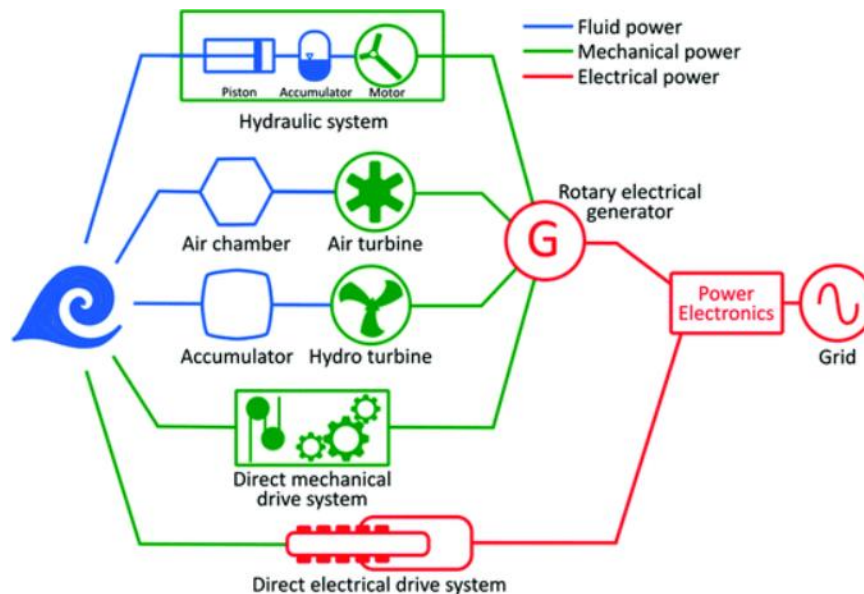 Fluid power
Mechanical power
Electrical power
Piston
Accumulator
Motor
Hydraulic system
Air chamber
Air turbine
Rotary electrical
generator
G
Accumulator
Hydro turbine
Power
Electronics
Grid
Direct mechanical
drive system
Direct electrical drive system